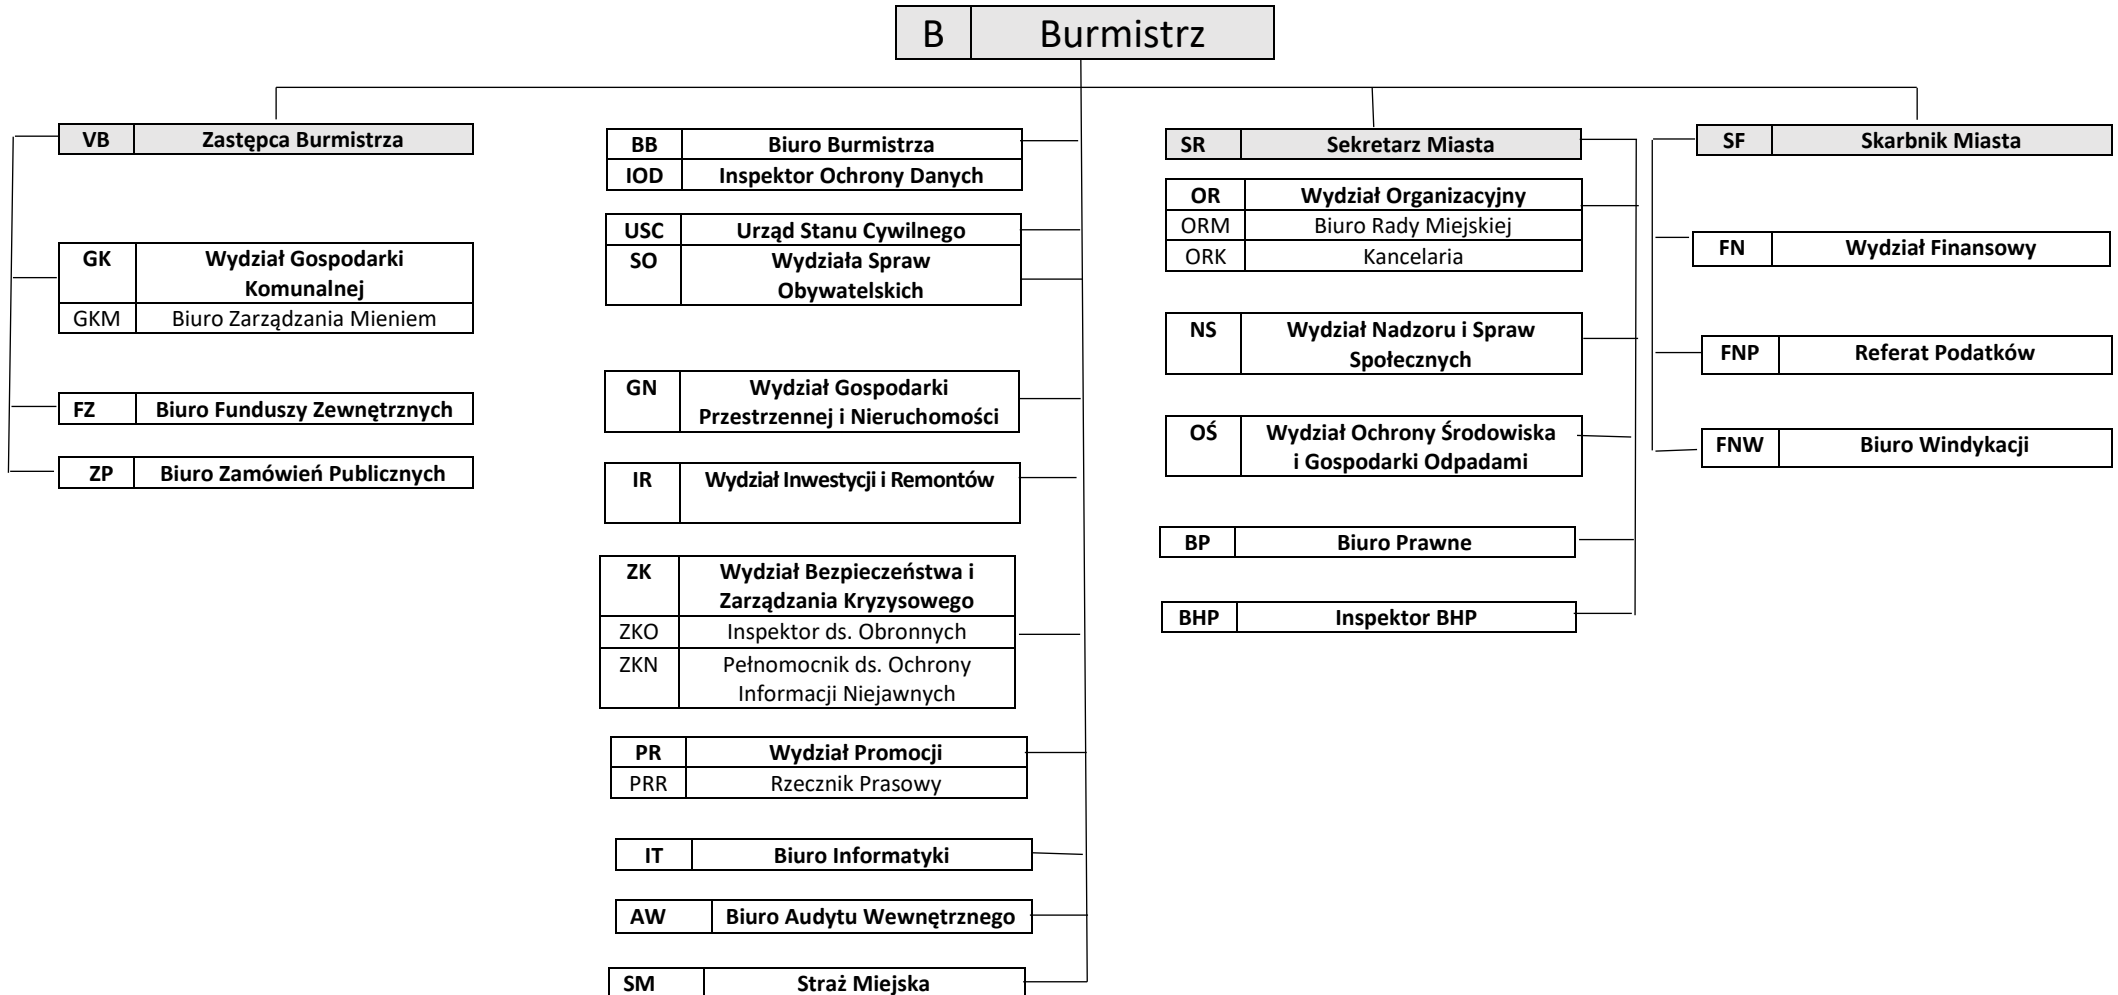 B Burmistrz
VB Zastępca Burmistrza
GK Wydział Gospodarki
Komunalnej
GKM Biuro Zarządzania Mieniem
FZ Biuro Funduszy Zewnętrznych
ZP Biuro Zamówień Publicznych
BB Biuro Burmistrza
IOD Inspektor Ochrony Danych
USC Urząd Stanu Cywilnego
SO Wydziała Spraw
Obywatelskich
GN Wydział Gospodarki
Przestrzennej i Nieruchomości
IR Wydział Inwestycji i Remontów
ZK Wydział Bezpieczeństwa i
Zarządzania Kryzysowego
ZKO Inspektor ds. Obronnych
ZKN Pełnomocnik ds. Ochrony
Informacji Niejawnych
PR Wydział Promocji
PRR Rzecznik Prasowy
IT Biuro Informatyki
AW Biuro Audytu Wewnętrznego
SM Straż Miejska
SR Sekretarz Miasta
OR Wydział Organizacyjny
ORM Biuro Rady Miejskiej
ORK Kancelaria
NS Wydział Nadzoru i Spraw
Społecznych
OŚ Wydział Ochrony Środowiska
i Gospodarki Odpadami
BP Biuro Prawne
BHP Inspektor BHP
SF Skarbnik Miasta
FN Wydział Finansowy
FNP Referat Podatków
FNW Biuro Windykacji